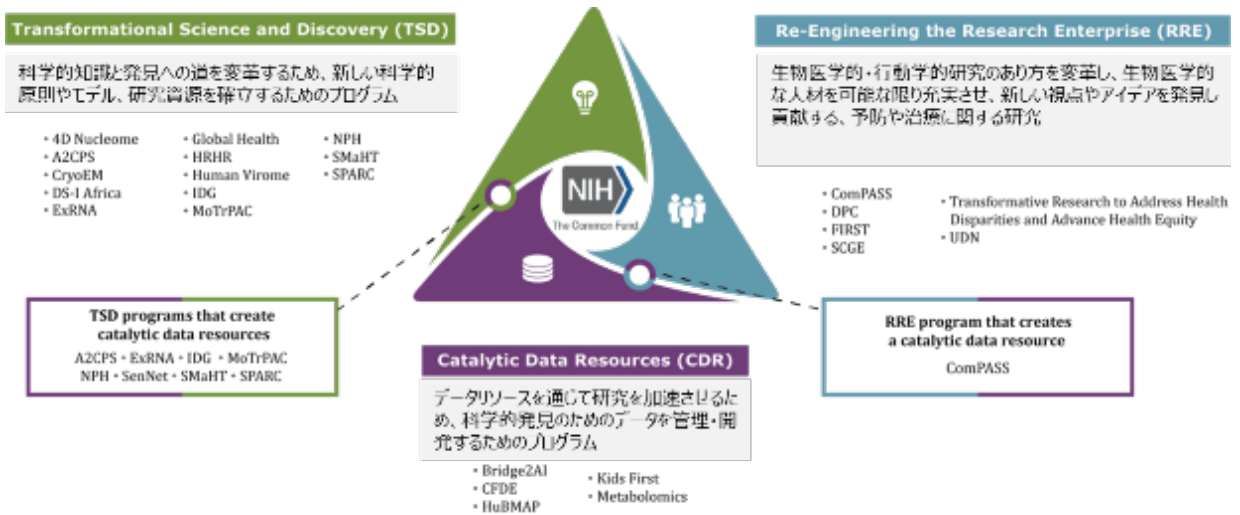 Transformational Science and Discovery (TSD)
科学的知識と発見への道を変革するため、新しい科学的
原則やモデル、研究資源を確立するためのプログラム
• 4D Nucleome
• A2CPS
• CryoEM
• DS-I Africa
• ExRNA
• Global Health
• HRHR
• Human Virome
• IDG
• MoTrPAC
• NPH
• SMaHT
• SPARC
Re-Engineering the Research Enterprise (RRE)
生物医学的・行動学的研究のあり方を変革し、生物医学的
な人材を可能な限り充実させ、新しい視点やアイデアを発見し
貢献する、予防や治療に関する研究
• ComPASS
• DPC
• FIRST
• SCGE
• Transformative Research to Address Health
Disparities and Advance Health Equity
• UDN
NIH
The Common Fund
TSD programs that create
catalytic data resources
A2CPS • ExRNA • IDG • MoTrPAC
NPH • SenNet • SMaHT • SPARC
RRE program that creates
a catalytic data resource
ComPASS
Catalytic Data Resources (CDR)
データリソースを通じて研究を加速させるた
め、科学的発見のためのデータを管理・開
発するためのプログラム
• Bridge2AI
• CFDE
• HuBMAP
• Kids First
• Metabolomics